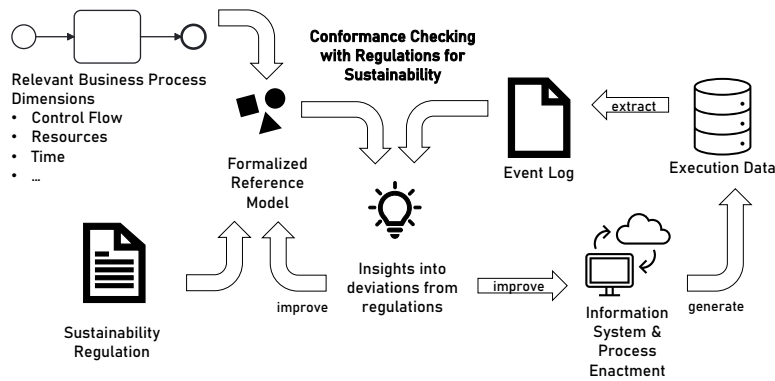 Conformance Checking
with Regulations for
Sustainability
Relevant Business Process
Dimensions
• Control Flow
• Resources
• Time
• ...
Formalized
Reference
Model
Event Log
extract
Execution Data
Sustainability
Regulation
improve
Insights into
deviations from
regulations
improve
Information
System &
Process
Enactment
generate